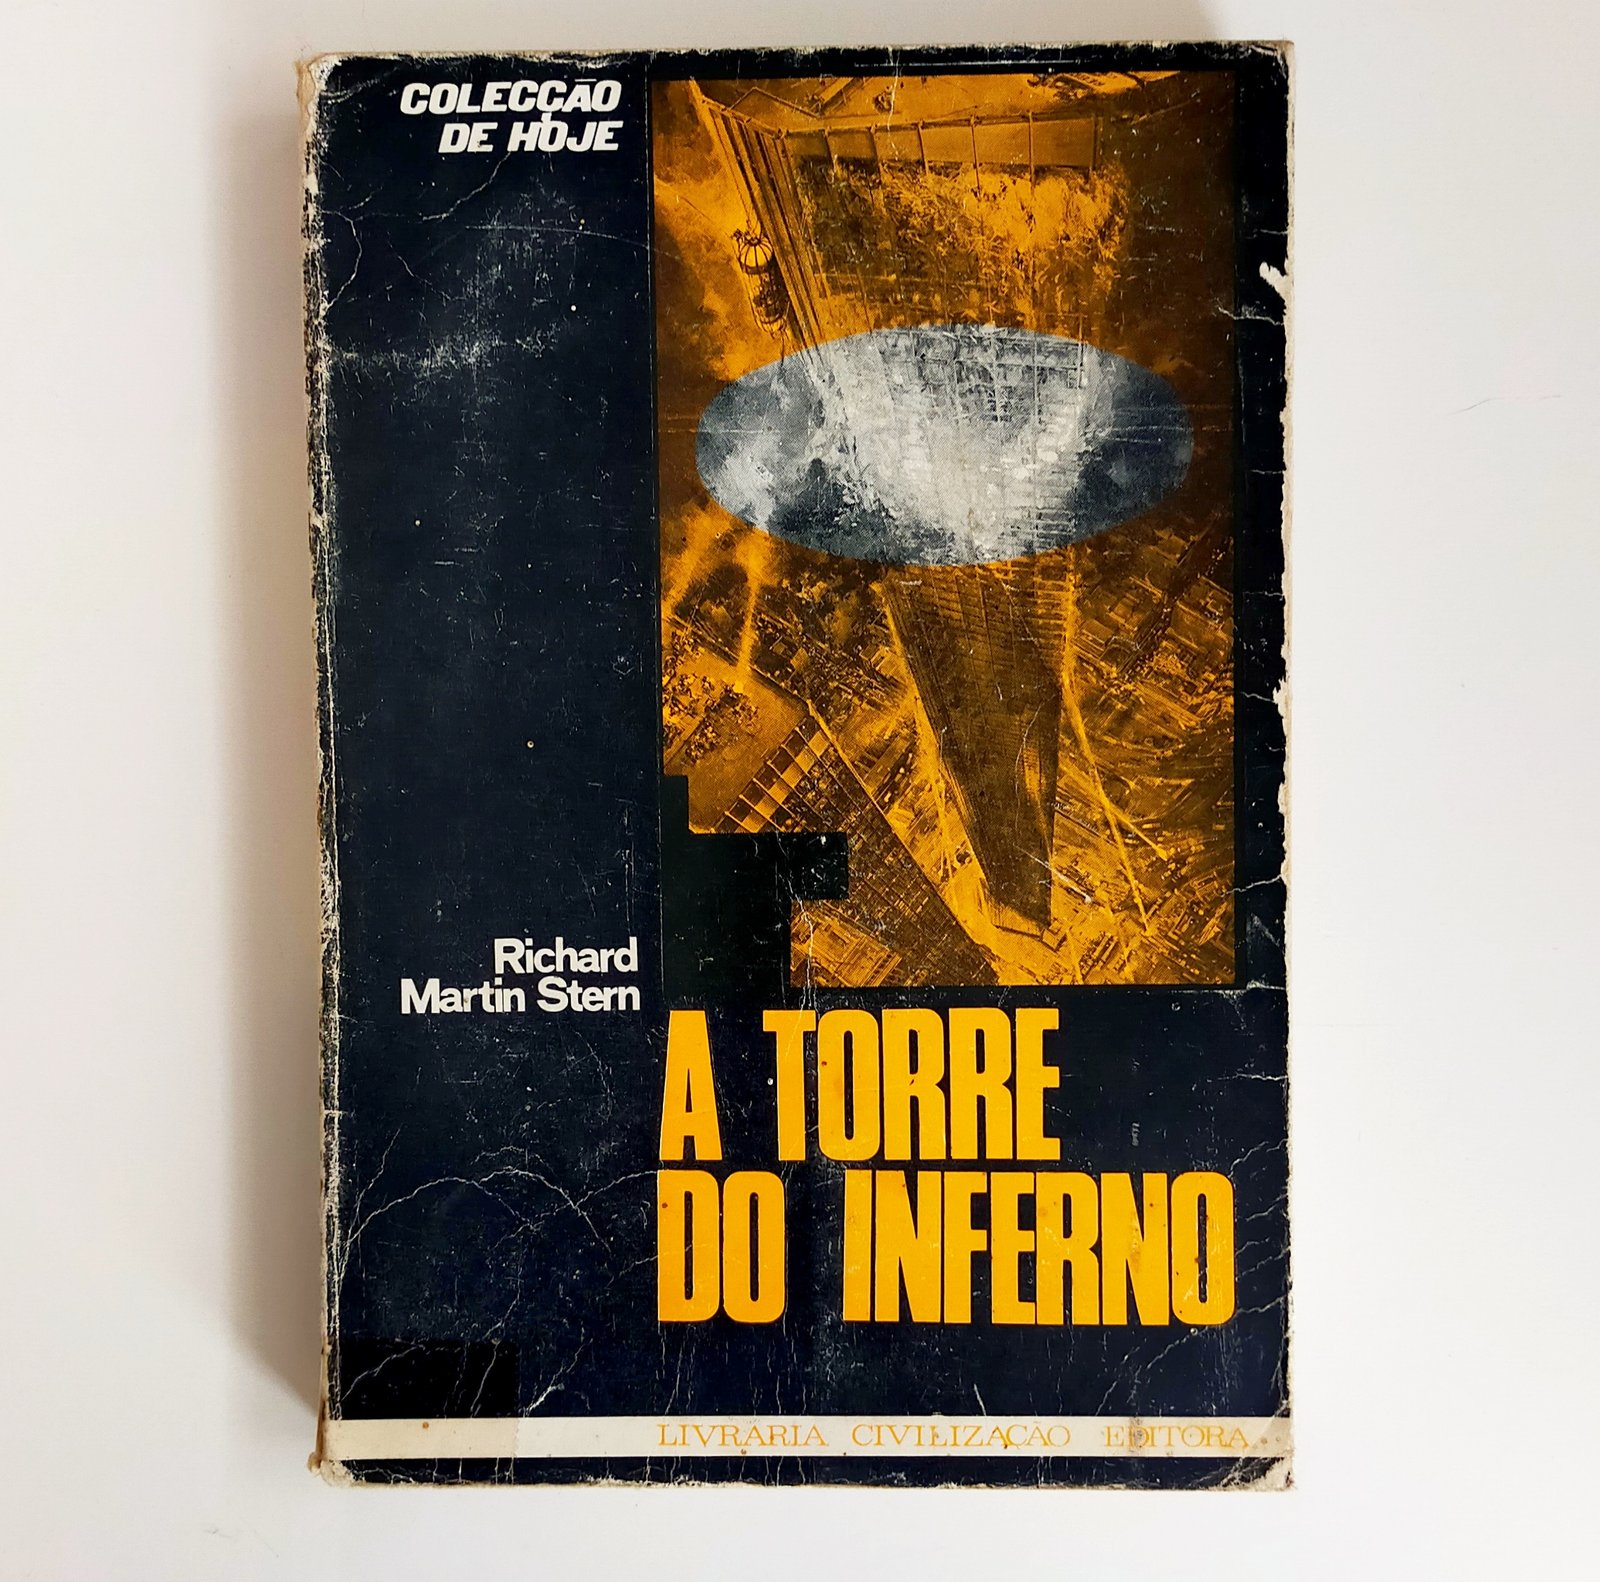 COLECÇÃO
DE HOJE
Richard
Martin Stern
A TORRE
DO INFERNO
LIVRARIA CIVILIZAÇÃO EDITORA